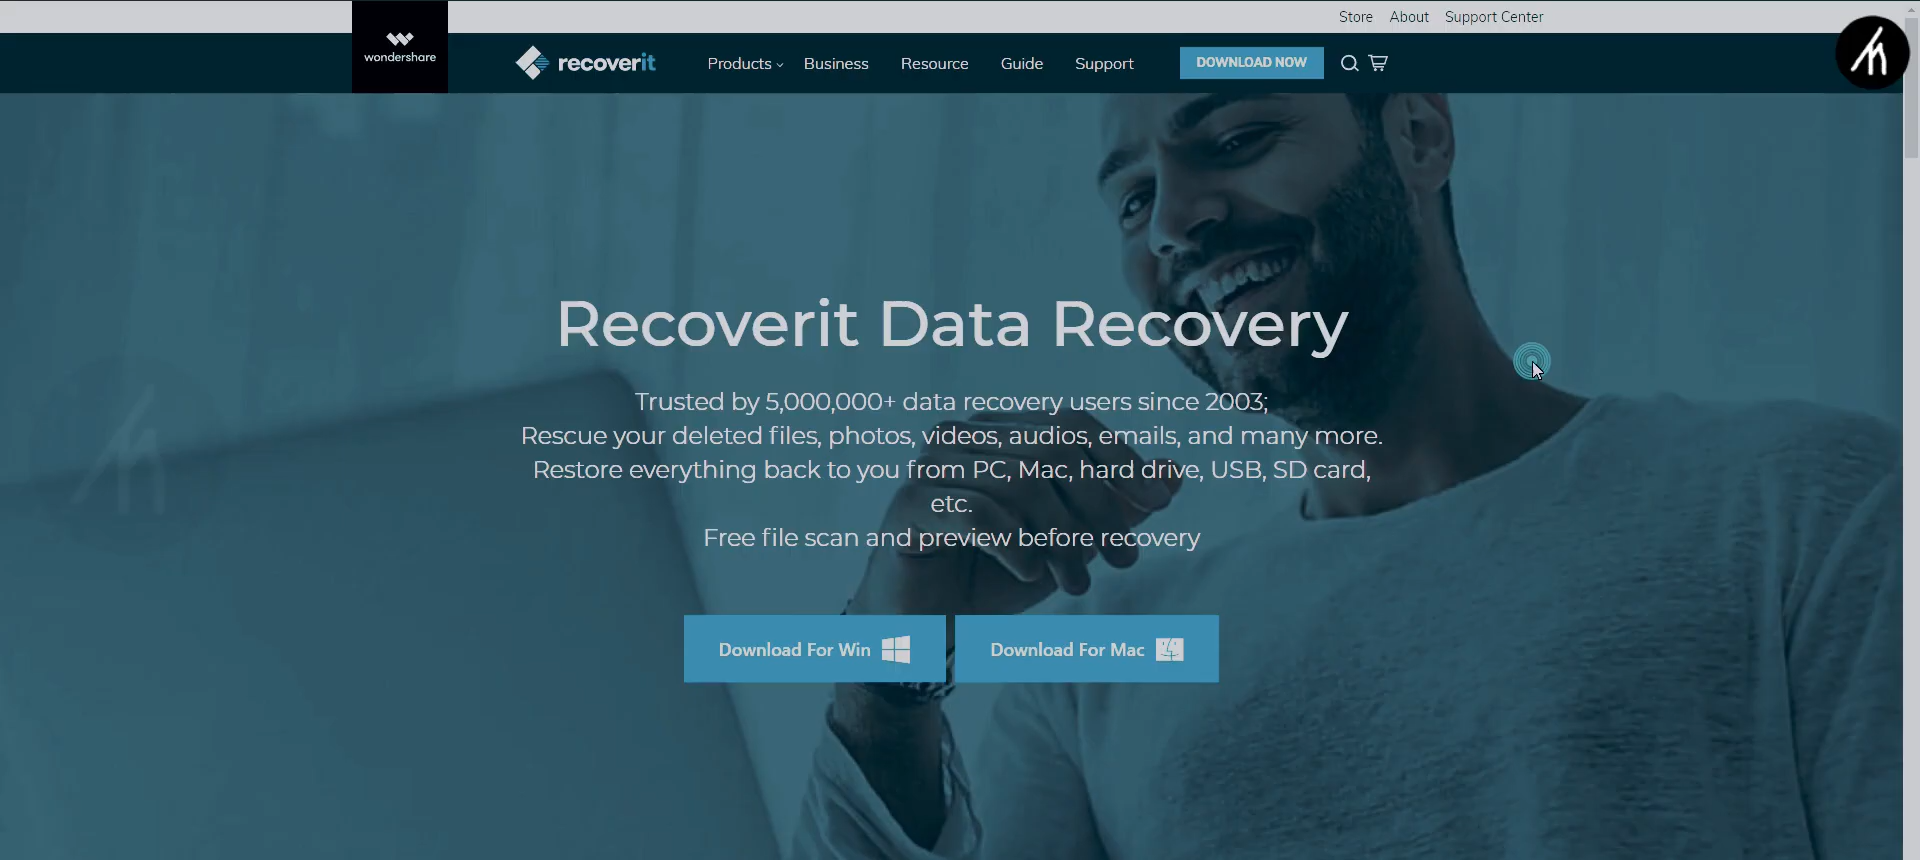 Store About Support Center
wondershare
recoverit
Products Business Resource Guide Support
DOWNLOAD NOW
Recoverit Data Recovery
Trusted by 5,000,000+ data recovery users since 2003;
Rescue your deleted files, photos, videos, audios, emails, and many more.
Restore everything back to you from PC, Mac, hard drive, USB, SD card,
etc.
Free file scan and preview before recovery
Download For Win
Download For Mac